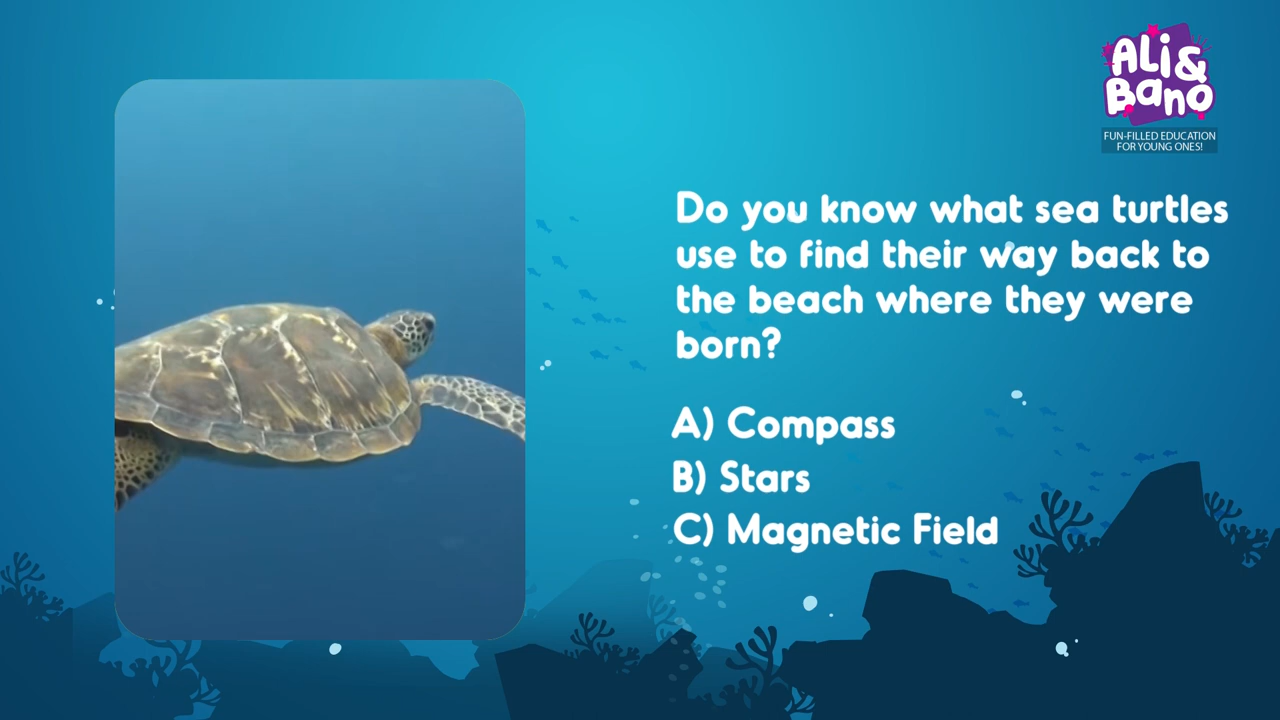 ALi&
Bano
FUN-FILLED EDUCATION
FOR YOUNG ONES!
Do you know what sea turtles
use to find their way back to
the beach where they were
born?
A) Compass
B) Stars
C) Magnetic Field